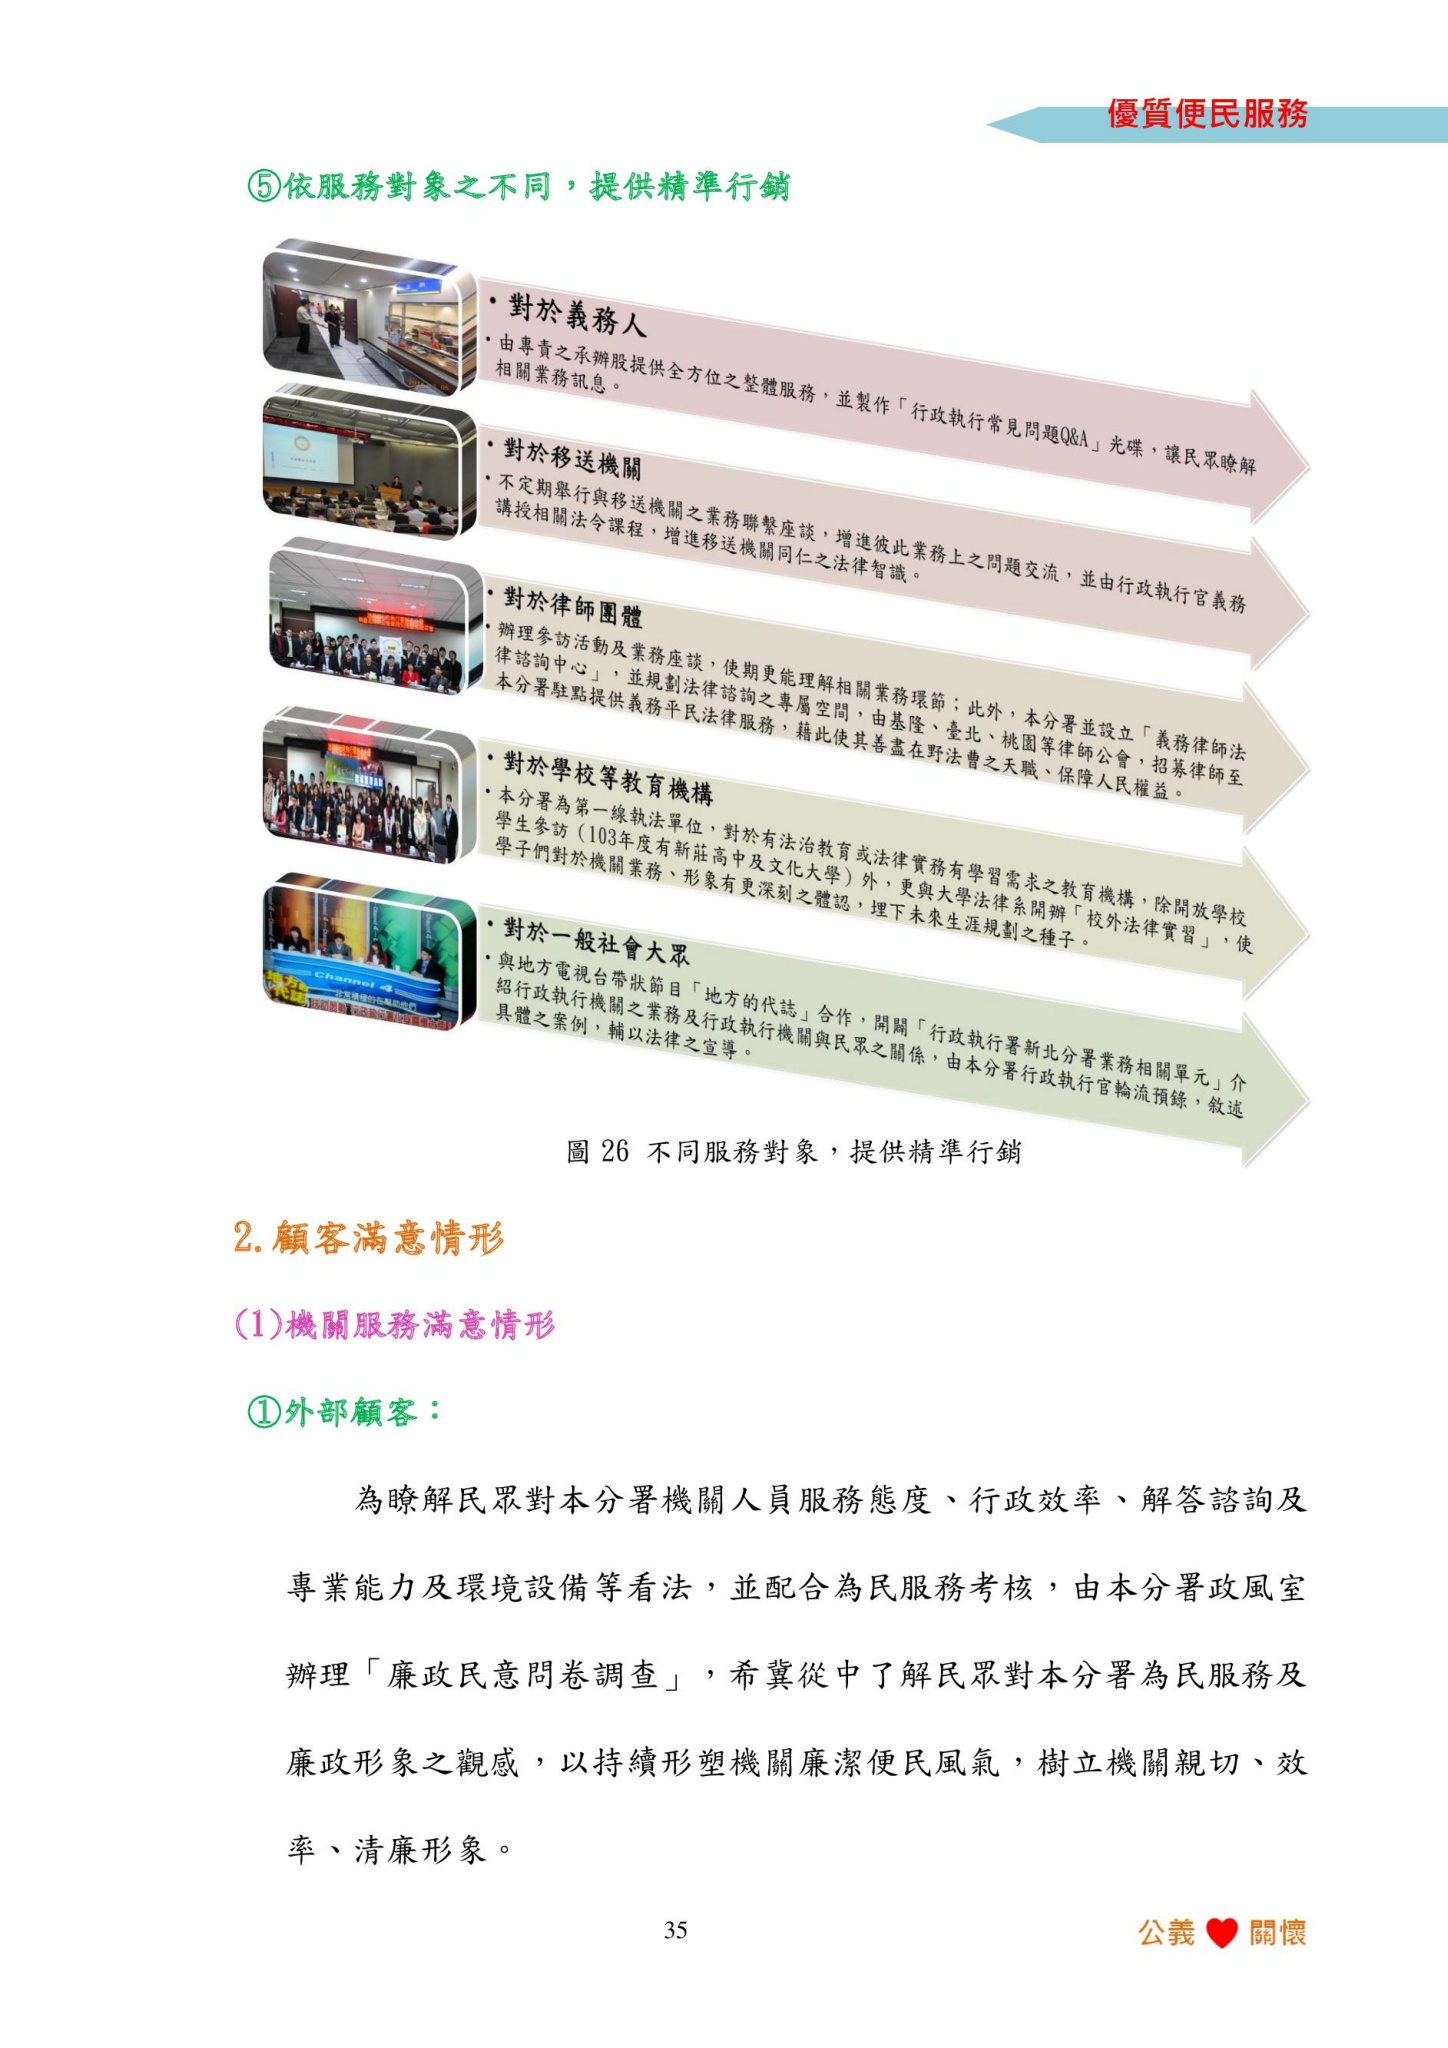 優質便民服務
⑤依服務對象之不同，提供精準行銷
・對於義務人
・由專責之承辦股提供全方位之整體服務，並製作「行政執行常見問題Q&A」光碟，讓民眾瞭解
相關業務訊息。
・對於移送機關
・不定期舉行與移送機關之業務聯繫座談，增進彼此業務上之問題交流，並由行政執行官義務
講授相關法令課程，增進移送機關同仁之法律智識。
・對於律師團體
・辦理參訪活動及業務座談，使期更能理解相關業務環節；此外，本分署並設立「義務律師法
律諮詢中心」，並規劃法律諮詢之專屬空間，由基隆、臺北、桃園等律師公會，招募律師至
本分署駐點提供義務平民法律服務，藉此使其善盡在野法曹之天職、保障人民權益。
・對於學校等教育機構
・本分署為第一線執法單位，對於有法治教育或法律實務有學習需求之教育機構，除開放學校
學生參訪（103年度有新莊高中及文化大學）外，更與大學法律系開辦「校外法律實習」，使
學子們對於機關業務、形象有更深刻之體認，埋下未來生涯規劃之種子。
Channel 4
地方的
代誌
・對於一般社會大眾
・與地方電視台帶狀節目「地方的代誌」合作，開闢「行政執行署新北分署業務相關單元」介
紹行政執行機關之業務及行政執行機關與民眾之關係，由本分署行政執行官輪流預錄，敘述
具體之案例，輔以法律之宣導。
圖 26 不同服務對象，提供精準行銷
2.顧客滿意情形
(1)機關服務滿意情形
①外部顧客：
為瞭解民眾對本分署機關人員服務態度、行政效率、解答諮詢及
專業能力及環境設備等看法，並配合為民服務考核，由本分署政風室
辦理「廉政民意問卷調查」，希冀從中了解民眾對本分署為民服務及
廉政形象之觀感，以持續形塑機關廉潔便民風氣，樹立機關親切、效
率、清廉形象。
35
公義 ♥ 關懷